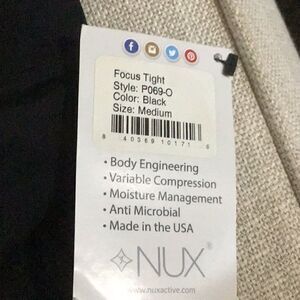 Focus Tight
Style: P069-O
Color: Black
Size: Medium
8 40369 10171 6
• Body Engineering
• Variable Compression
• Moisture Management
• Anti Microbial
• Made in the USA
NUX®
www.nuxactive.com